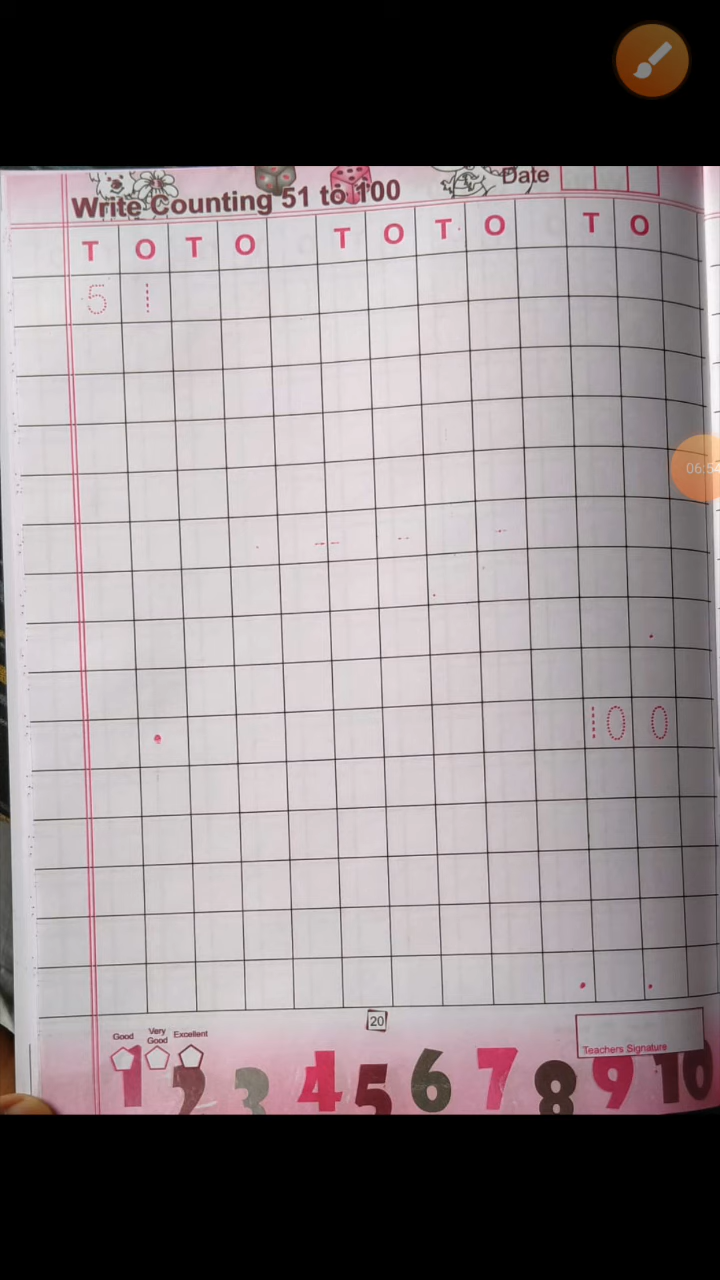 Date
Write Counting 51 to 100
T O T O T O T O T O
5 1
100
20
Good Very Good Excellent
Teachers Signature
1 2 3 4 5 6 7 8 9 10